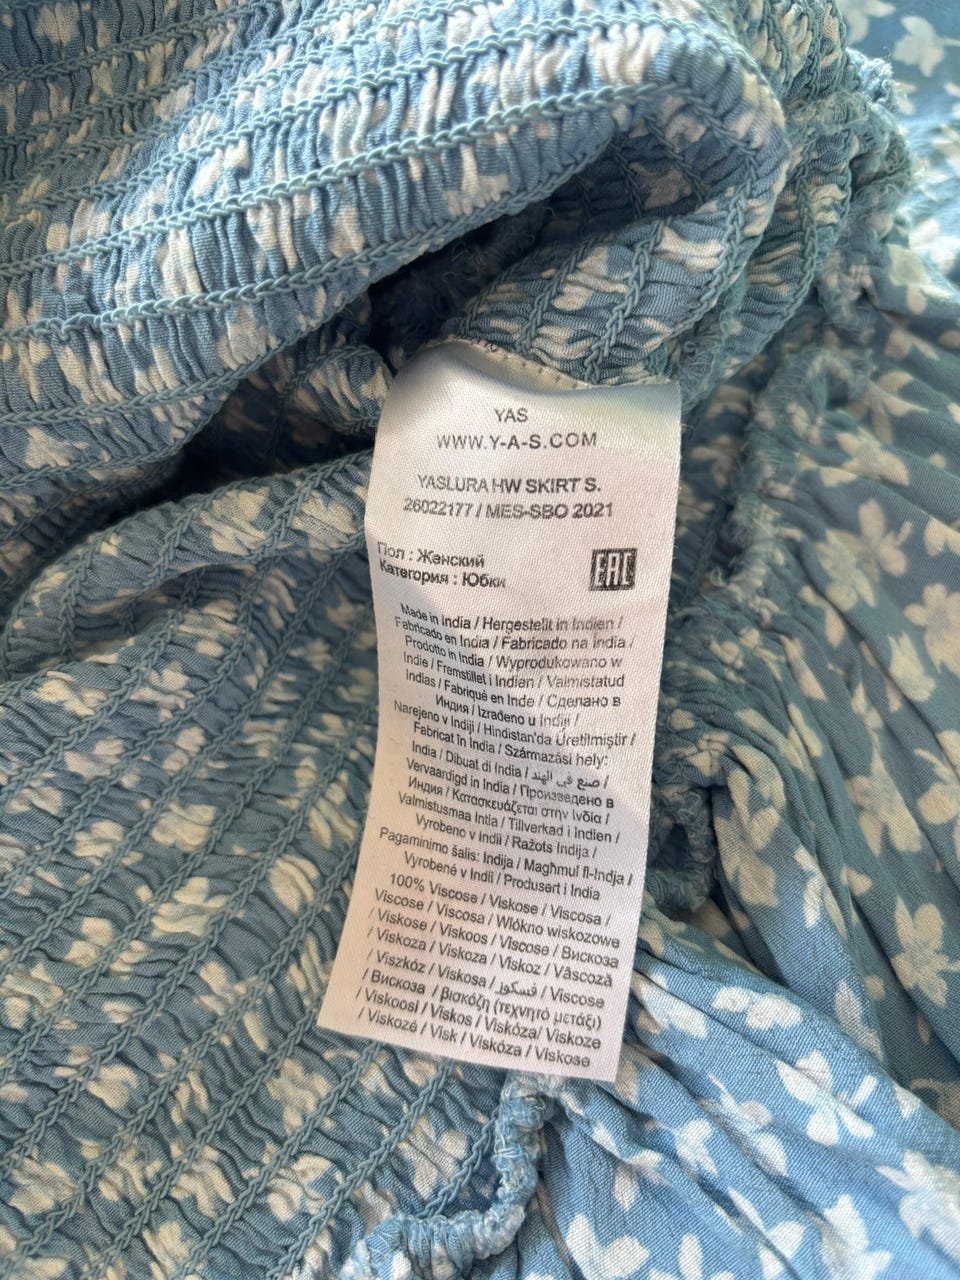 YAS
WWW.Y-A-S.COM
YASLURA HW SKIRT S.
26022177 / MES-SBO 2021
Пол : Женский
Категория : Юбки
EAC
Made in India / Hergestellt in Indien /
Fabricado en India / Fabricado na Índia /
Prodotto in India / Wyprodukowano w
Indie / Fremstillet i Indien / Valmistatud
Indias / Fabriqué en Inde / Сделано в
Индия / Izrađeno u Indiji /
Narejeno v Indiji / Hindistan'da Üretilmiştir /
Fabricat în India / Származási hely:
India / Dibuat di India / صنع في الهند /
Vervaardigd in India / Произведено в
Индия / Κατασκευάζεται στην Ινδία /
Valmistusmaa Intia / Tillverkad i Indien /
Vyrobeno v Indii / Ražots Indija /
Pagaminimo šalis: Indija / Magħmul fl-Indja /
Vyrobené v Indii / Produsert i India
100% Viscose / Viskose / Viscosa /
Viscose / Viscosa / Włókno wiskozowe
/ Viskose / Viskoos / Viscose / Вискоза
/ Viskoza / Viskoza / Viskoz / Vâscoză
/ Viszkóz / Viskosa / فسكوز / Viscose
/ Вискоза / βισκόζη (τεχνητό μετάξι)
/ Viskoosi / Viskos / Viskóza/ Viskoze
/ Viskozė / Visk / Viskóza / Viskose